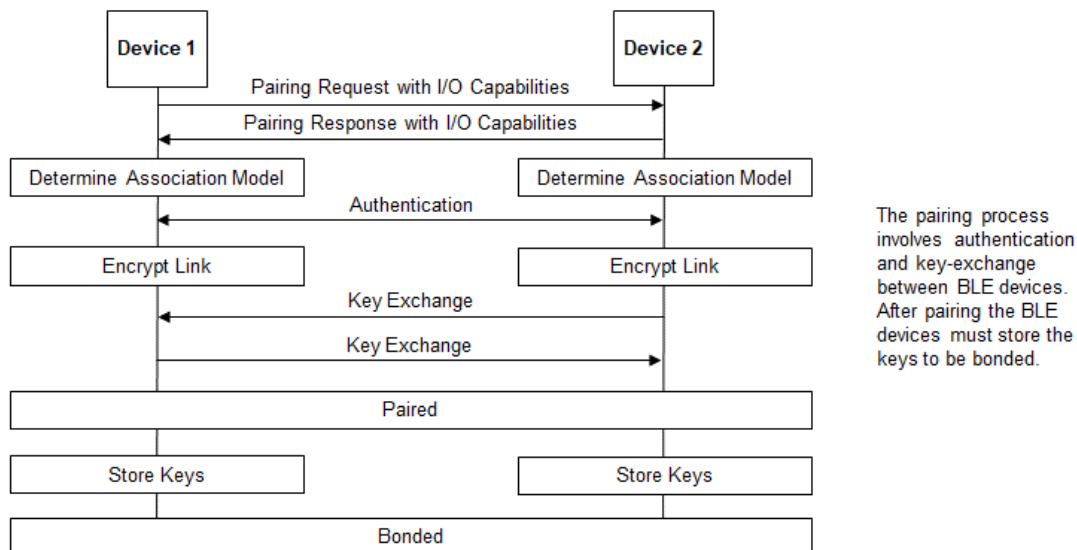 Device 1
Device 2
Pairing Request with I/O Capabilities
Pairing Response with I/O Capabilities
Determine Association Model
Determine Association Model
Authentication
Encrypt Link
Encrypt Link
Key Exchange
Key Exchange
Paired
Store Keys
Store Keys
Bonded
The pairing process
involves authentication
and key-exchange
between BLE devices.
After pairing the BLE
devices must store the
keys to be bonded.